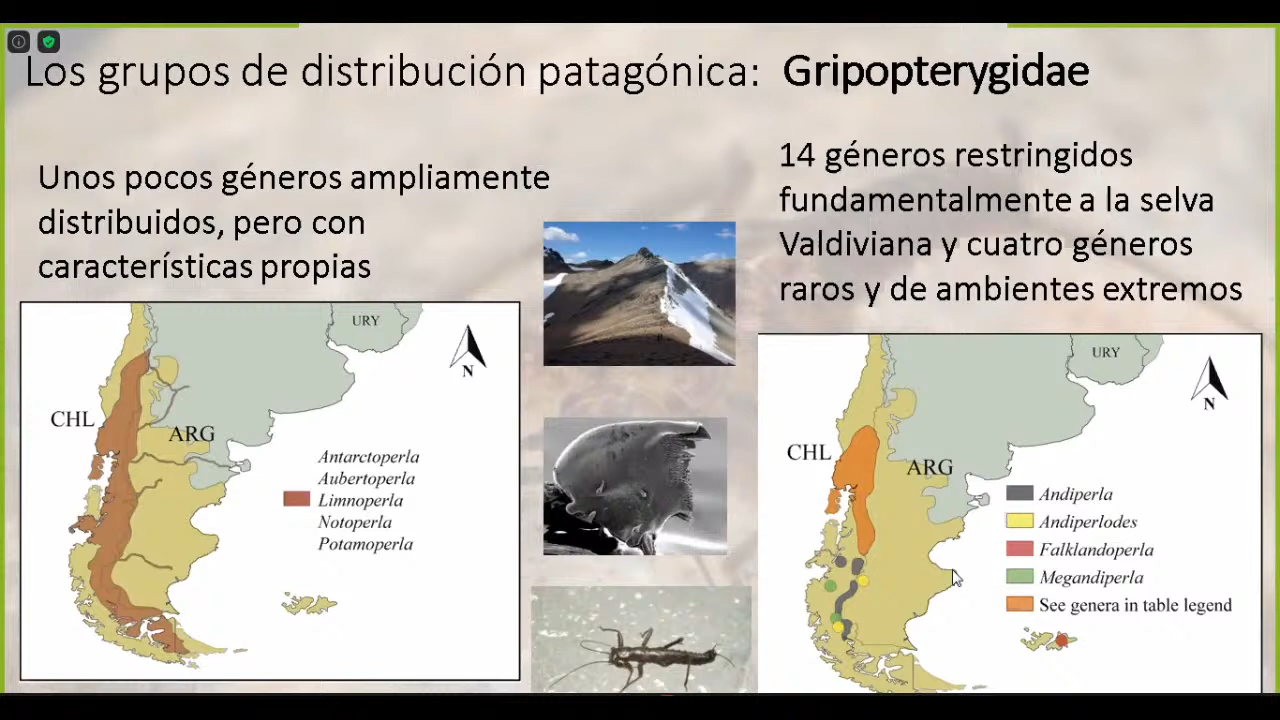 Los grupos de distribución patagónica: Gripopterygidae
Unos pocos géneros ampliamente
distribuidos, pero con
características propias
14 géneros restringidos
fundamentalmente a la selva
Valdiviana y cuatro géneros
raros y de ambientes extremos
URY
N
CHL
ARG
Antarctoperla
Aubertoperla
Limnoperla
Notoperla
Potamoperla
URY
N
CHL
ARG
Andiperla
Andiperlodes
Falklandoperla
Megandiperla
See genera in table legend